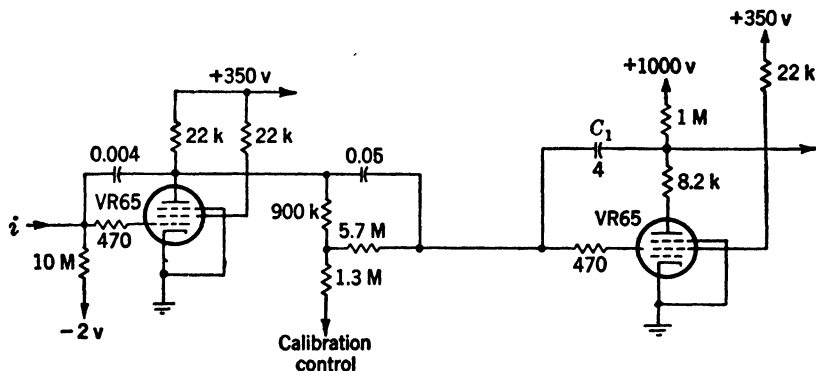 +350 v
+350 v
+1000 v
22 k
22 k
22 k
C₁
1 M
0.004
0.05
4
8.2 k
VR65
900 k
VR65
i
5.7 M
470
470
10 M
1.3 M
−2 v
Calibration
control